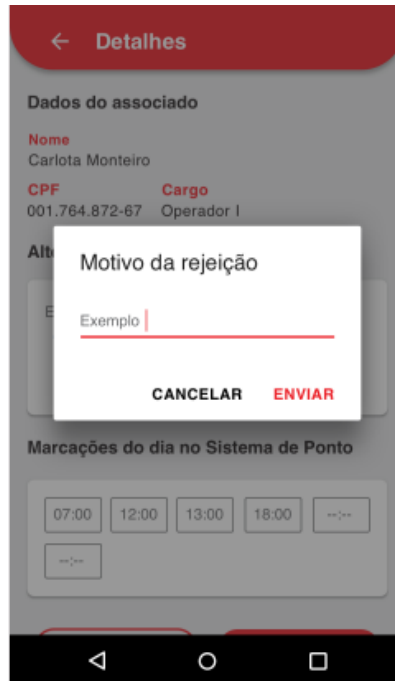 Detalhes
Dados do associado
Nome
Carlota Monteiro
CPF Cargo
001.764.872-67 Operador I
Motivo da rejeição
Exemplo
CANCELAR ENVIAR
Marcações do dia no Sistema de Ponto
07:00 12:00 13:00 18:00 --:--
--:--